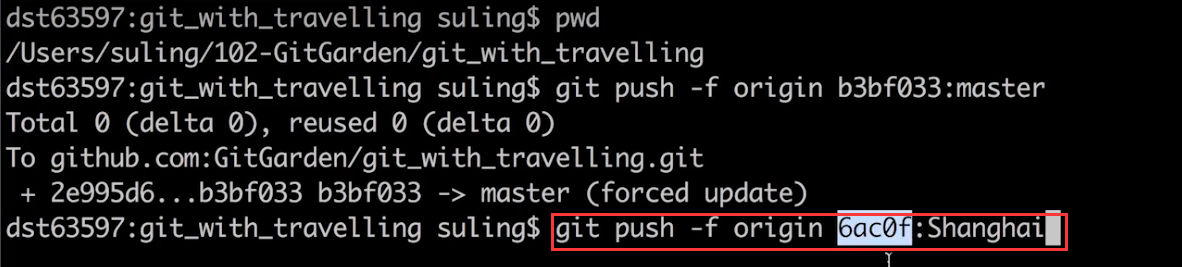 dst63597:git_with_travelling suling$ pwd
/Users/suling/102-GitGarden/git_with_travelling
dst63597:git_with_travelling suling$ git push -f origin b3bf033:master
Total 0 (delta 0), reused 0 (delta 0)
To github.com:GitGarden/git_with_travelling.git
 + 2e995d6...b3bf033 b3bf033 -> master (forced update)
dst63597:git_with_travelling suling$ git push -f origin 6ac0f:Shanghai